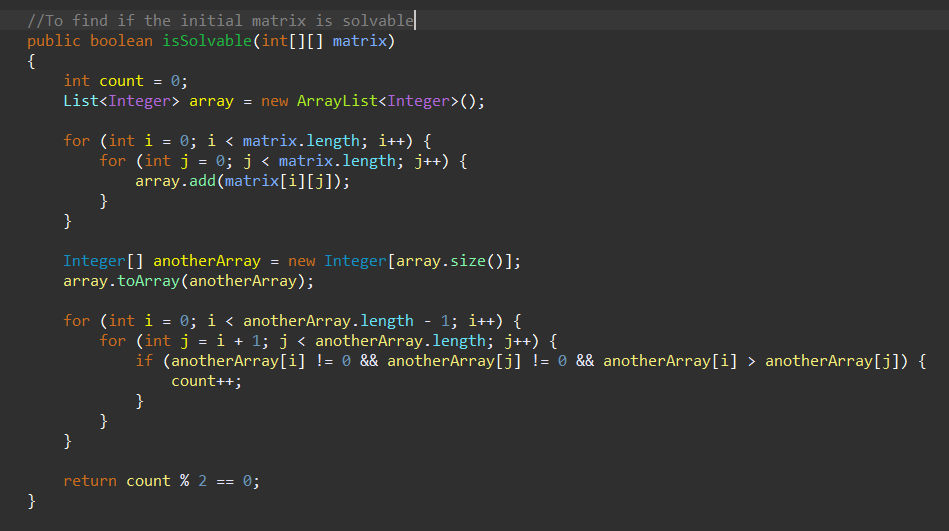 //To find if the initial matrix is solvable
public boolean isSolvable(int[][] matrix)
{
    int count = 0;
    List<Integer> array = new ArrayList<Integer>();

    for (int i = 0; i < matrix.length; i++) {
        for (int j = 0; j < matrix.length; j++) {
            array.add(matrix[i][j]);
        }
    }

    Integer[] anotherArray = new Integer[array.size()];
    array.toArray(anotherArray);

    for (int i = 0; i < anotherArray.length - 1; i++) {
        for (int j = i + 1; j < anotherArray.length; j++) {
            if (anotherArray[i] != 0 && anotherArray[j] != 0 && anotherArray[i] > anotherArray[j]) {
                count++;
            }
        }
    }

    return count % 2 == 0;
}